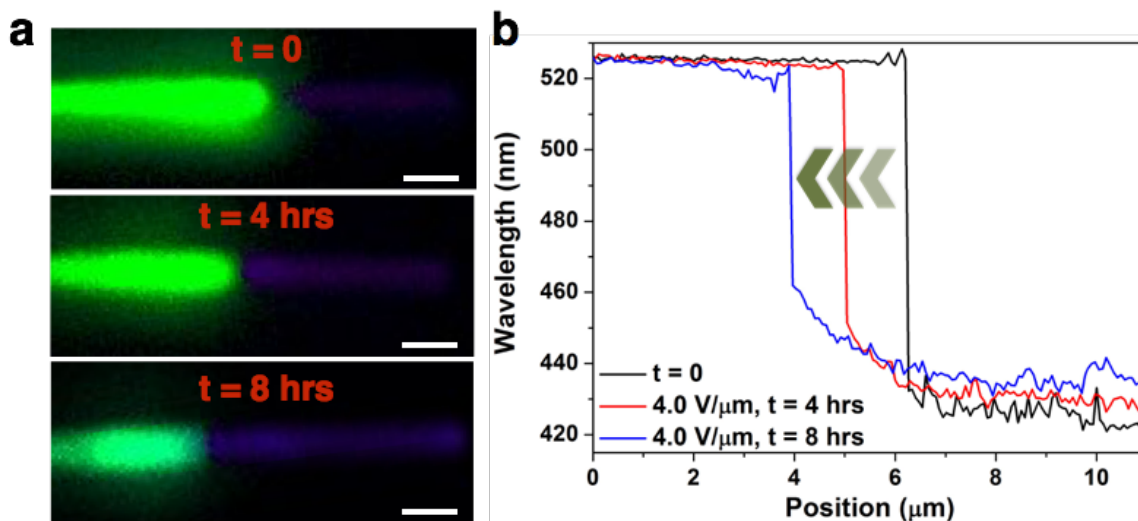 a
t = 0
t = 4 hrs
t = 8 hrs
b
Wavelength (nm)
520
500
480
460
440
420
t = 0
4.0 V/μm, t = 4 hrs
4.0 V/μm, t = 8 hrs
0 2 4 6 8 10
Position (μm)